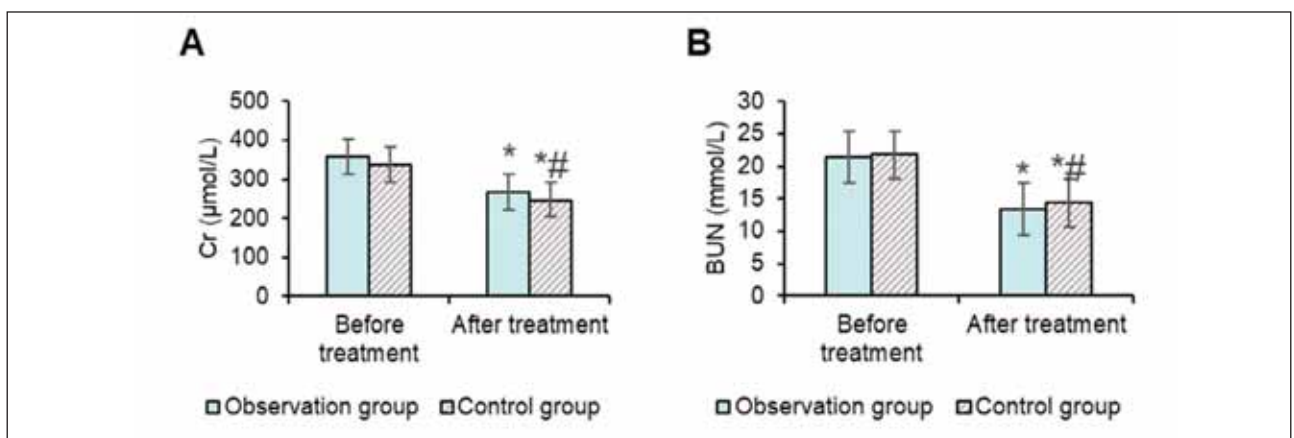 A
Cr (µmol/L)
500
400
300
200
100
0
* *#
Before
treatment
After treatment
Observation group Control group
B
BUN (mmol/L)
30
25
20
15
10
5
0
* *#
Before
treatment
After treatment
Observation group Control group